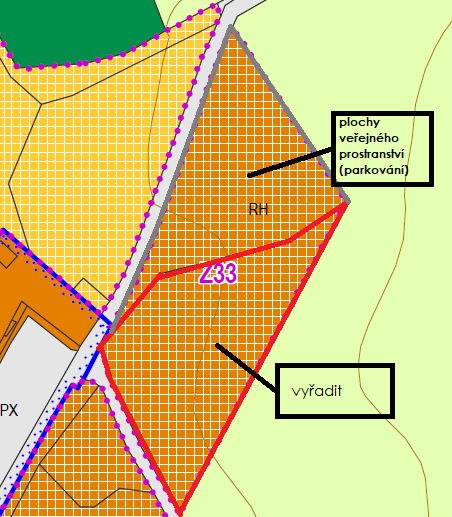 plochy
veřejného
prostranství
(parkování)
RH
Z33
vyřadit
PX